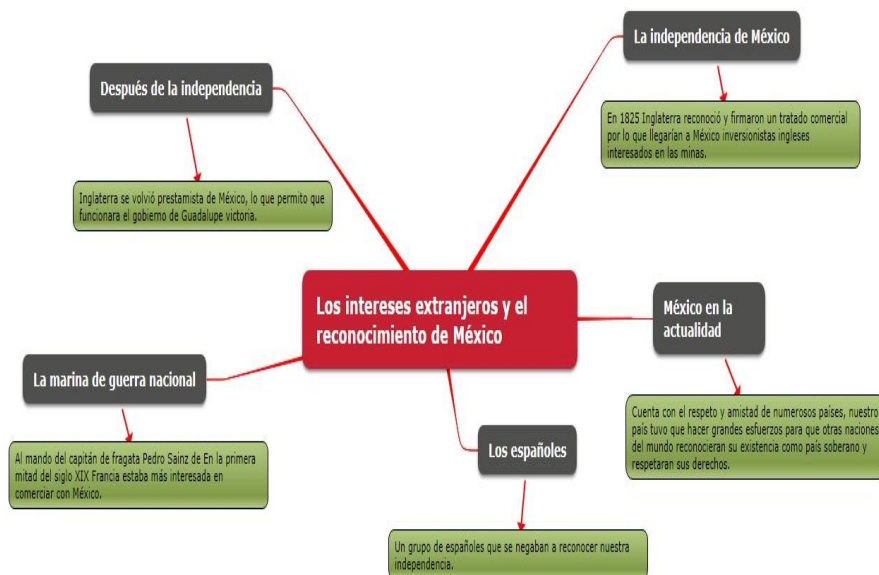 La independencia de México
En 1825 Inglaterra reconoció y firmaron un tratado comercial
por lo que llegarían a México inversionistas ingleses
interesados en las minas.
Después de la independencia
Inglaterra se volvió prestamista de México, lo que permito que
funcionara el gobierno de Guadalupe victoria.
Los intereses extranjeros y el
reconocimiento de México
México en la
actualidad
Cuenta con el respeto y amistad de numerosos países, nuestro
país tuvo que hacer grandes esfuerzos para que otras naciones
del mundo reconocieran su existencia como país soberano y
respetaran sus derechos.
La marina de guerra nacional
Al mando del capitán de fragata Pedro Sainz de En la primera
mitad del siglo XIX Francia estaba más interesada en
comerciar con México.
Los españoles
Un grupo de españoles que se negaban a reconocer nuestra
independencia.